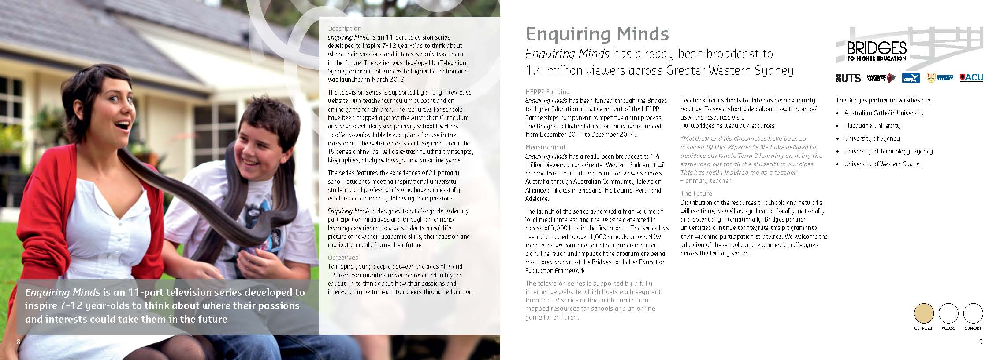 Description
Enquiring Minds is an 11-part television series
developed to inspire 7–12 year-olds to think about
where their passions and interests could take them
in the future. The series was developed by Television
Sydney on behalf of Bridges to Higher Education and
was launched in March 2013.
The television series is supported by a fully interactive
website with teacher curriculum support and an
online game for children. The resources for schools
have been mapped against the Australian Curriculum
and developed alongside primary school teachers
to offer downloadable lesson plans for use in the
classroom. The website hosts each segment from the
TV series online, as well as extras including transcripts,
biographies, study pathways, and an online game.
The series features the experiences of 21 primary
school students meeting inspirational university
students and professionals who have successfully
established a career by following their passions.
Enquiring Minds is designed to sit alongside widening
participation initiatives and through an enriched
learning experience, to give students a real-life
picture of how their academic skills, their passion and
motivation could frame their future.
Objectives
To inspire young people between the ages of 7 and
12 from communities under-represented in higher
education to think about how their passions and
interests can be turned into careers through education.
Enquiring Minds is an 11-part television series developed to
inspire 7–12 year-olds to think about where their passions
and interests could take them in the future
8
Enquiring Minds
Enquiring Minds has already been broadcast to
1.4 million viewers across Greater Western Sydney
HEPPP Funding
Enquiring Minds has been funded through the Bridges
to Higher Education initiative as part of the HEPPP
Partnerships component competitive grant process.
The Bridges to Higher Education initiative is funded
from December 2011 to December 2014.
Measurement
Enquiring Minds has already been broadcast to 1.4
million viewers across Greater Western Sydney. It will
be broadcast to a further 4.5 million viewers across
Australia through Australian Community Television
Alliance affiliates in Brisbane, Melbourne, Perth and
Adelaide.
The launch of the series generated a high volume of
local media interest and the website generated in
excess of 3,000 hits in the first month. The series has
been distributed to over 1,000 schools across NSW
to date, as we continue to roll out our distribution
plan. The reach and impact of the program are being
monitored as part of the Bridges to Higher Education
Evaluation Framework.
The television series is supported by a fully
interactive website which hosts each segment
from the TV series online, with curriculum-
mapped resources for schools and an online
game for children.
Feedback from schools to date has been extremely
positive. To see a short video about how this school
used the resources visit:
www.bridges.nsw.edu.au/resources
“Matthew and his classmates have been so
inspired by this experience we have decided to
dedicate our whole Term 2 learning on doing the
same idea but for all the students in our class.
This has really inspired me as a teacher”.
– primary teacher.
The Future
Distribution of the resources to schools and networks
will continue, as well as syndication locally, nationally
and potentially internationally. Bridges partner
universities continue to integrate this program into
their widening participation strategies. We welcome the
adoption of these tools and resources by colleagues
across the tertiary sector.
BRIDGES
TO HIGHER EDUCATION
UTS
MACQUARIE
UNIVERSITY
SYDNEY
ACU
The Bridges partner universities are:
• Australian Catholic University
• Macquarie University
• University of Sydney
• University of Technology, Sydney
• University of Western Sydney.
OUTREACH ACCESS SUPPORT
9